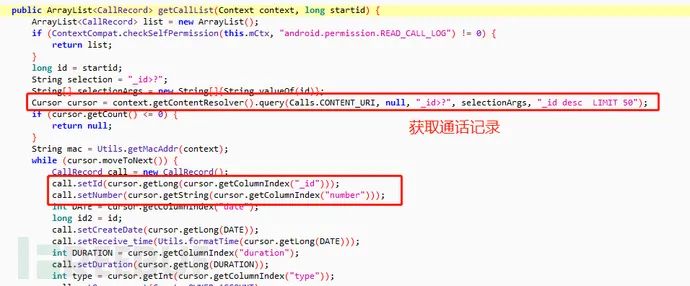 public ArrayList<CallRecord> getCallList(Context context, long startid) {
ArrayList<CallRecord> list = new ArrayList();
if (ContextCompat.checkSelfPermission(this.mCtx, "android.permission.READ_CALL_LOG") != 0) {
return list;
}
long id = startid;
String selection = "_id>?";
String[] selectionArgs = new String[]{String.valueOf(id)};
Cursor cursor = context.getContentResolver().query(Calls.CONTENT_URI, null, "_id>?", selectionArgs, "_id desc LIMIT 50");
if (cursor.getCount() <= 0) {
return null;
获取通话记录
}
String mac = Utils.getMacAddr(context);
while (cursor.moveToNext()) {
CallRecord call = new CallRecord();
call.setId(cursor.getLong(cursor.getColumnIndex("_id")));
call.setNumber(cursor.getString(cursor.getColumnIndex("number")));
int DATE = cursor.getColumnIndex("date");
long id2 = id;
call.setCreateDate(cursor.getLong(DATE));
call.setReceive_time(Utils.formatTime(cursor.getLong(DATE)));
int DURATION = cursor.getColumnIndex("duration");
call.setDuration(cursor.getLong(DURATION));
int type = cursor.getInt(cursor.getColumnIndex("type"));